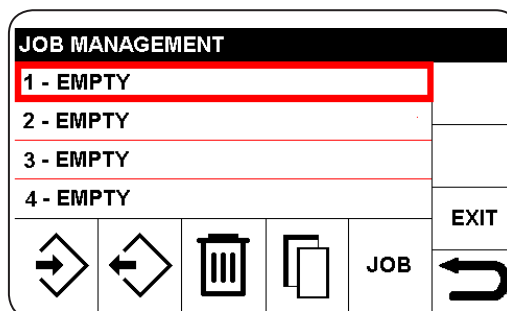 JOB MANAGEMENT
1 - EMPTY
2 - EMPTY
3 - EMPTY
4 - EMPTY
EXIT
JOB